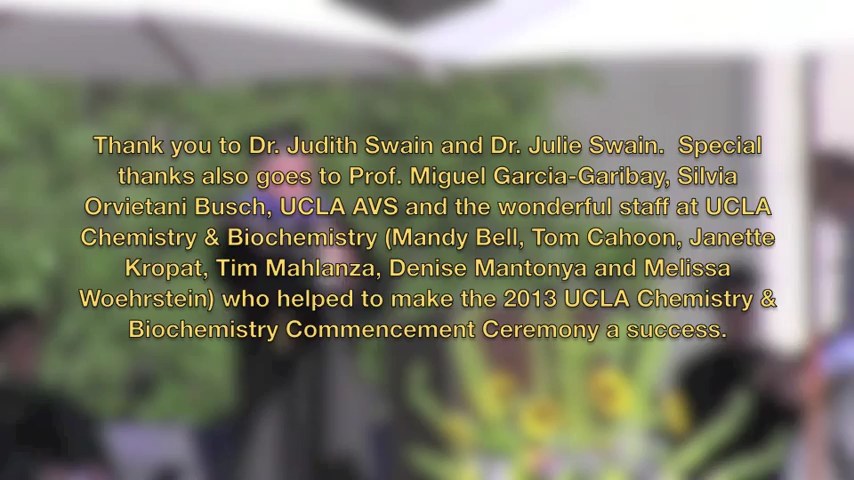 Thank you to Dr. Judith Swain and Dr. Julie Swain.  Special
thanks also goes to Prof. Miguel Garcia-Garibay, Silvia
Orvietani Busch, UCLA AVS and the wonderful staff at UCLA
Chemistry & Biochemistry (Mandy Bell, Tom Cahoon, Janette
Kropat, Tim Mahlanza, Denise Mantonya and Melissa
Woehrstein) who helped to make the 2013 UCLA Chemistry &
Biochemistry Commencement Ceremony a success.